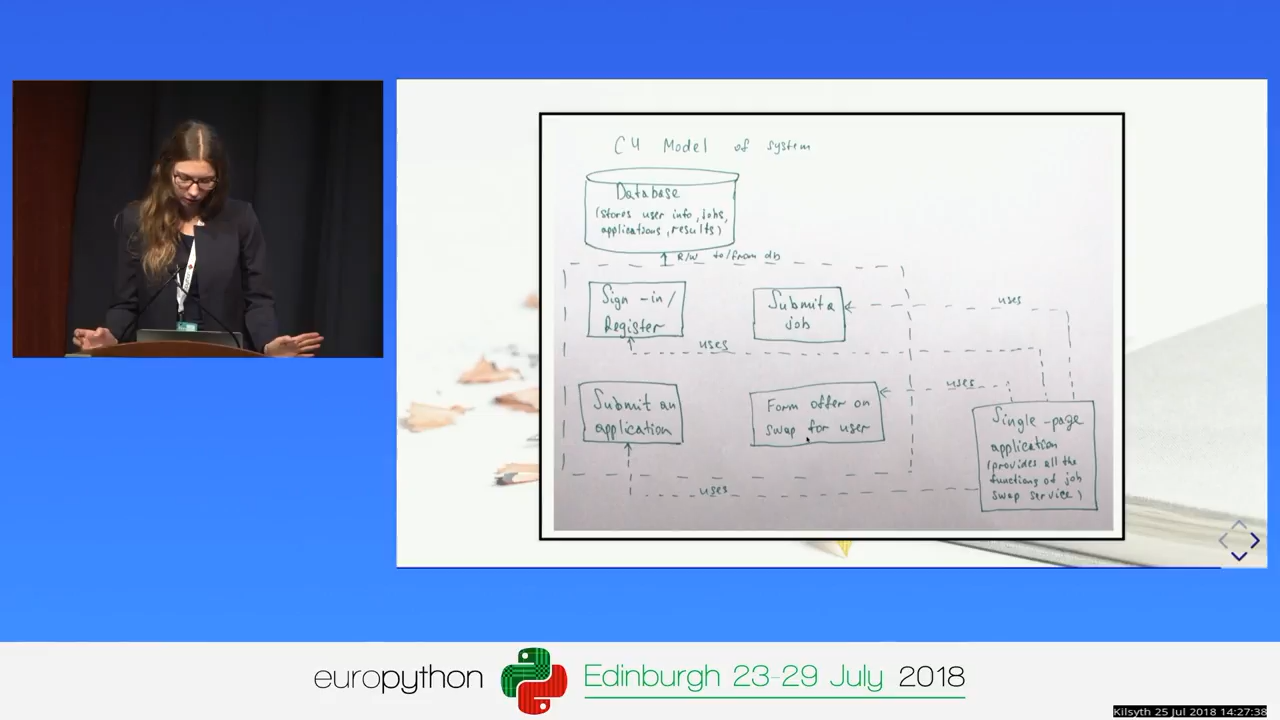 C4 Model of system
Database
(stores user info, jobs,
applications, results)
R/W to/from db
Sign-in/
Register
Submit a
job
uses
uses
Submit an
application
Form offer on
swap for user
uses
Single-page
application
(provides all the
functions of job
swap service)
uses
europython
Edinburgh 23-29 July 2018
Kilsyth 25 Jul 2018 14:27:38